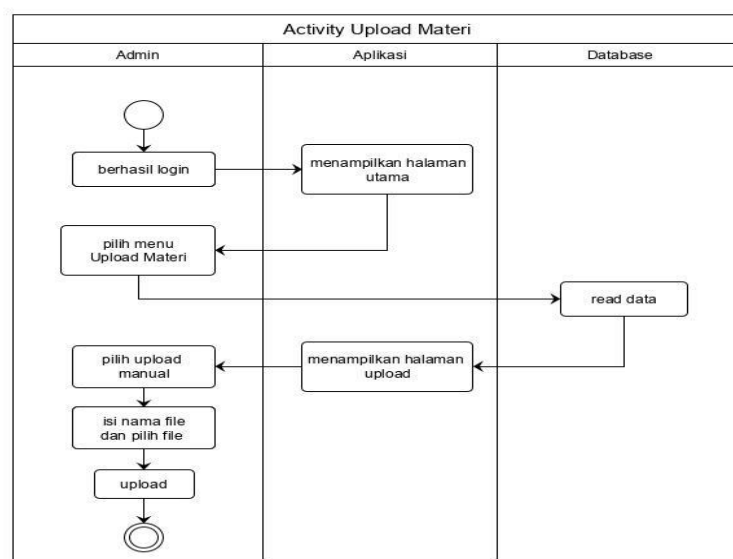 Activity Upload Materi
Admin
Aplikasi
Database
berhasil login
menampilkan halaman
utama
pilih menu
Upload Materi
read data
pilih upload
manual
menampilkan halaman
upload
isi nama file
dan pilih file
upload